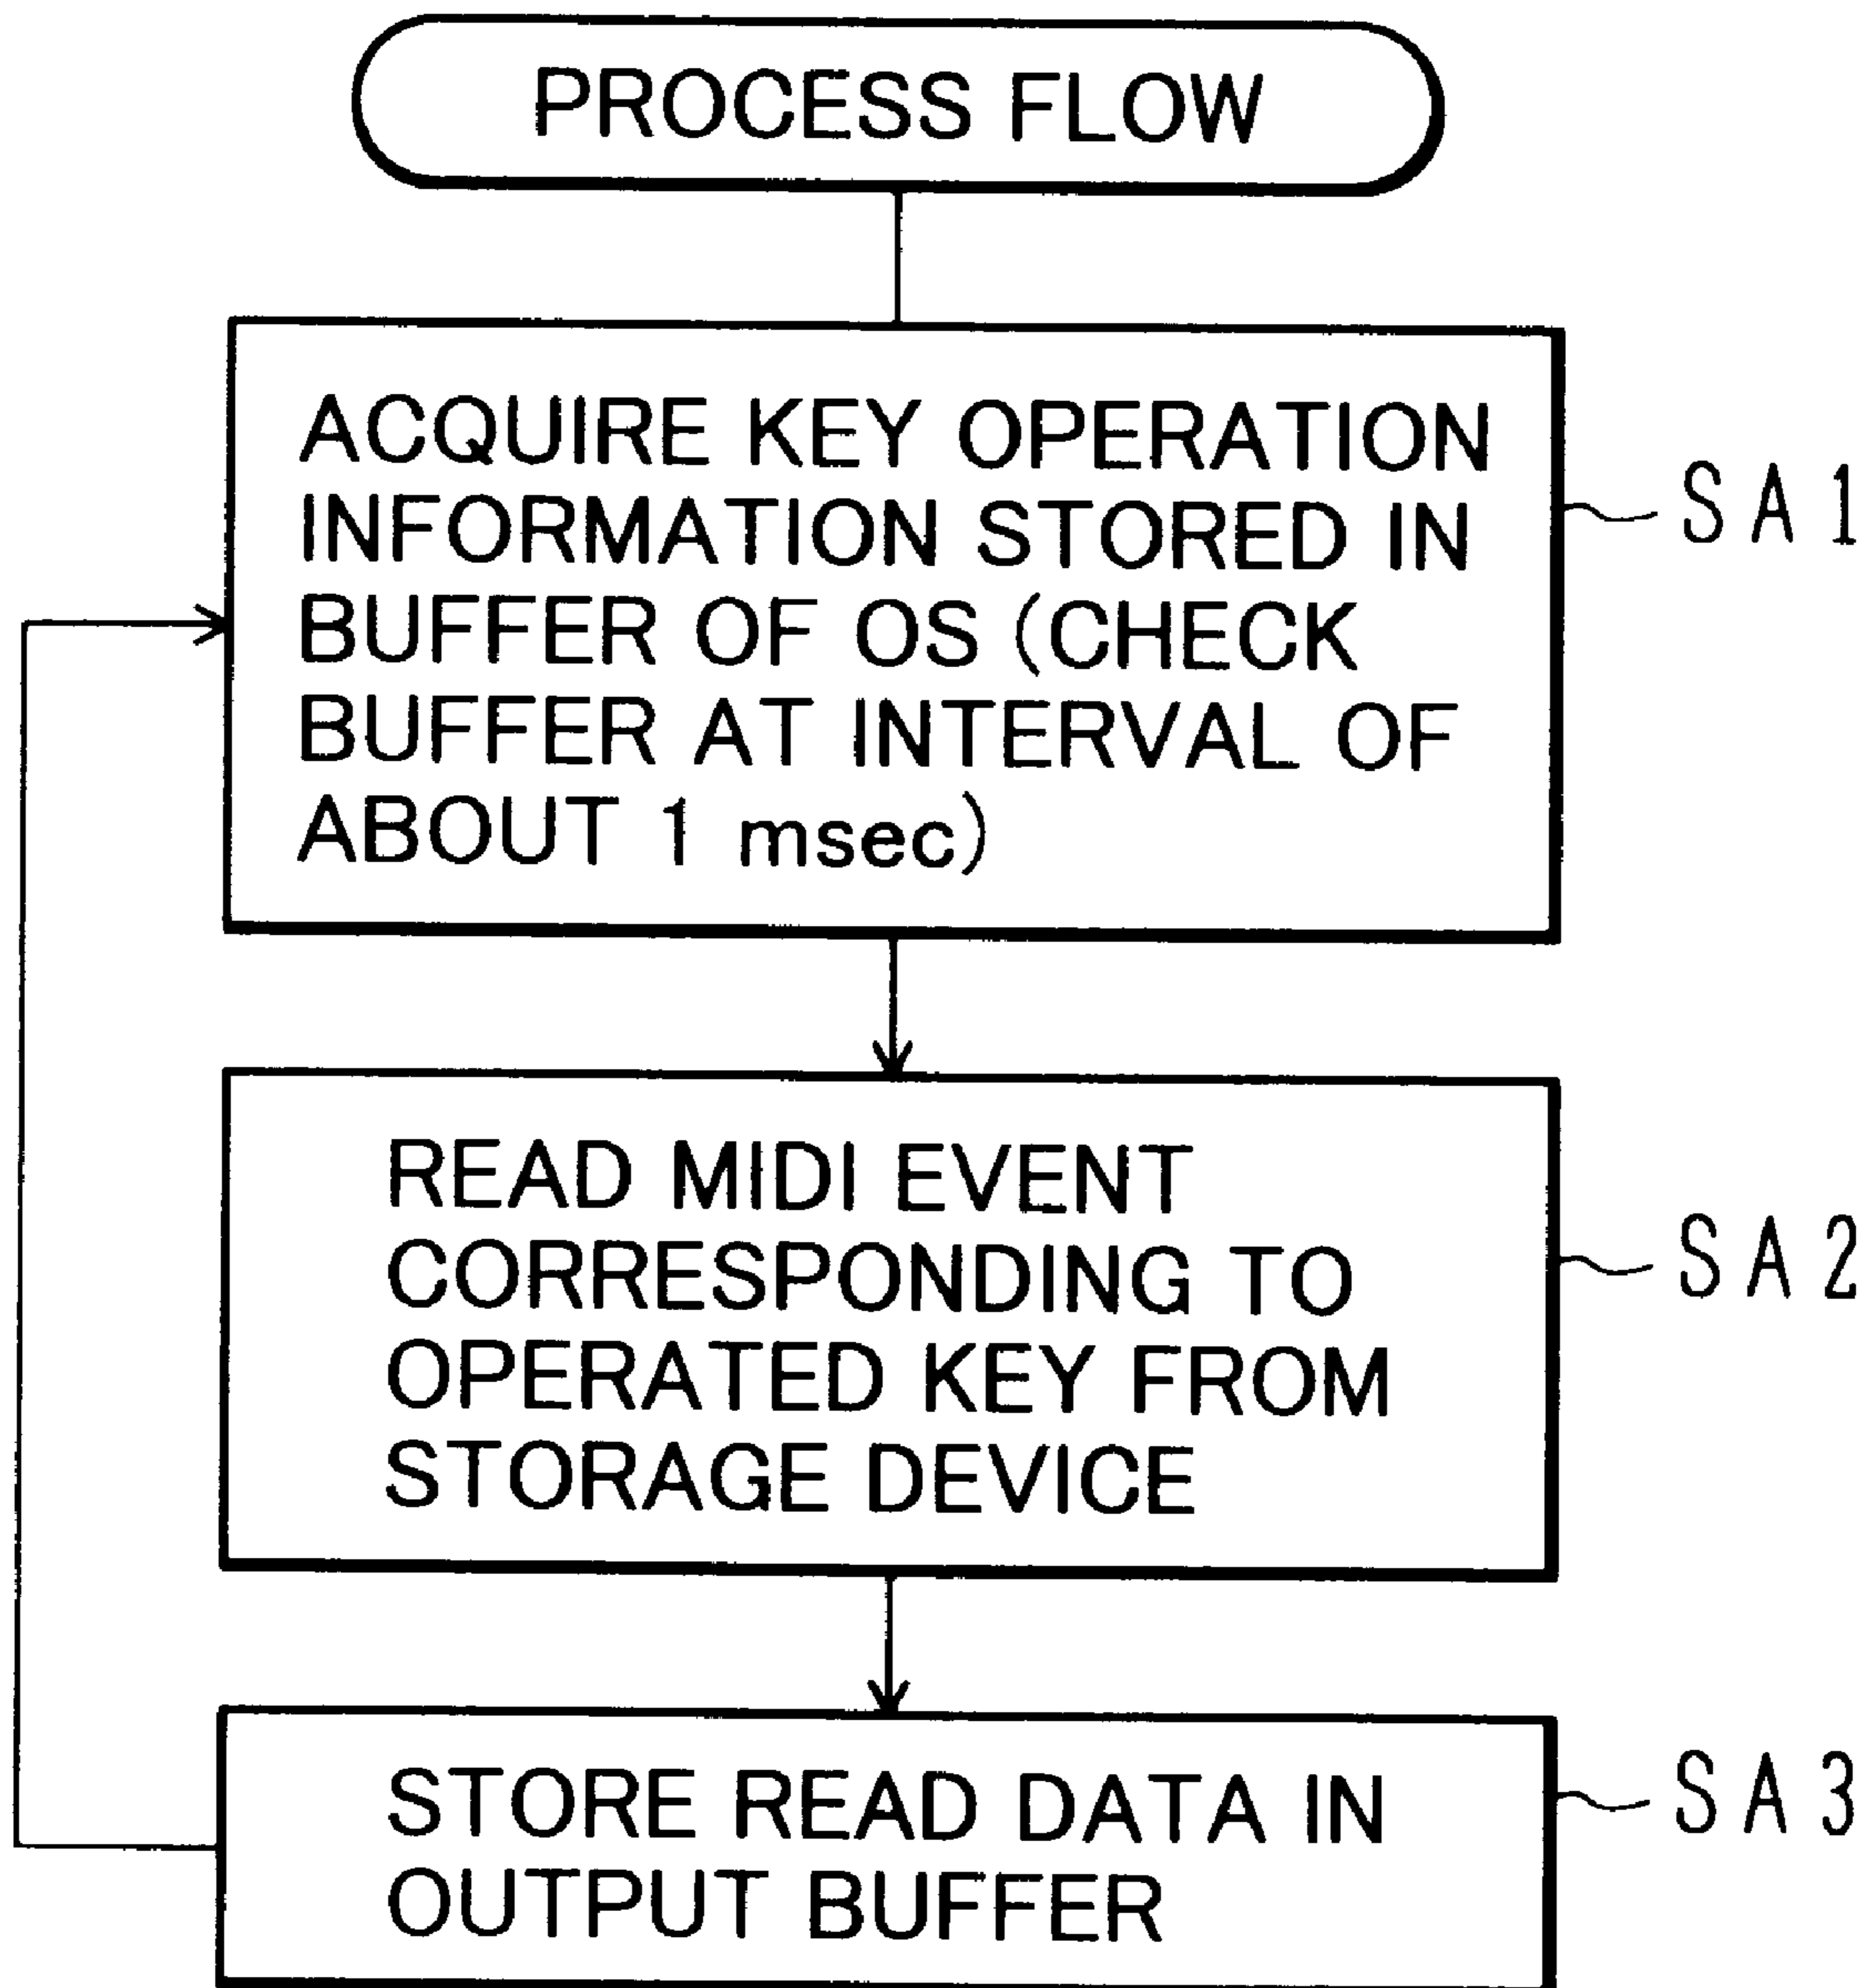 PROCESS FLOW
ACQUIRE KEY OPERATION
INFORMATION STORED IN
BUFFER OF OS (CHECK
BUFFER AT INTERVAL OF
ABOUT 1 msec)
SA1
READ MIDI EVENT
CORRESPONDING TO
OPERATED KEY FROM
STORAGE DEVICE
SA2
STORE READ DATA IN
OUTPUT BUFFER
SA3